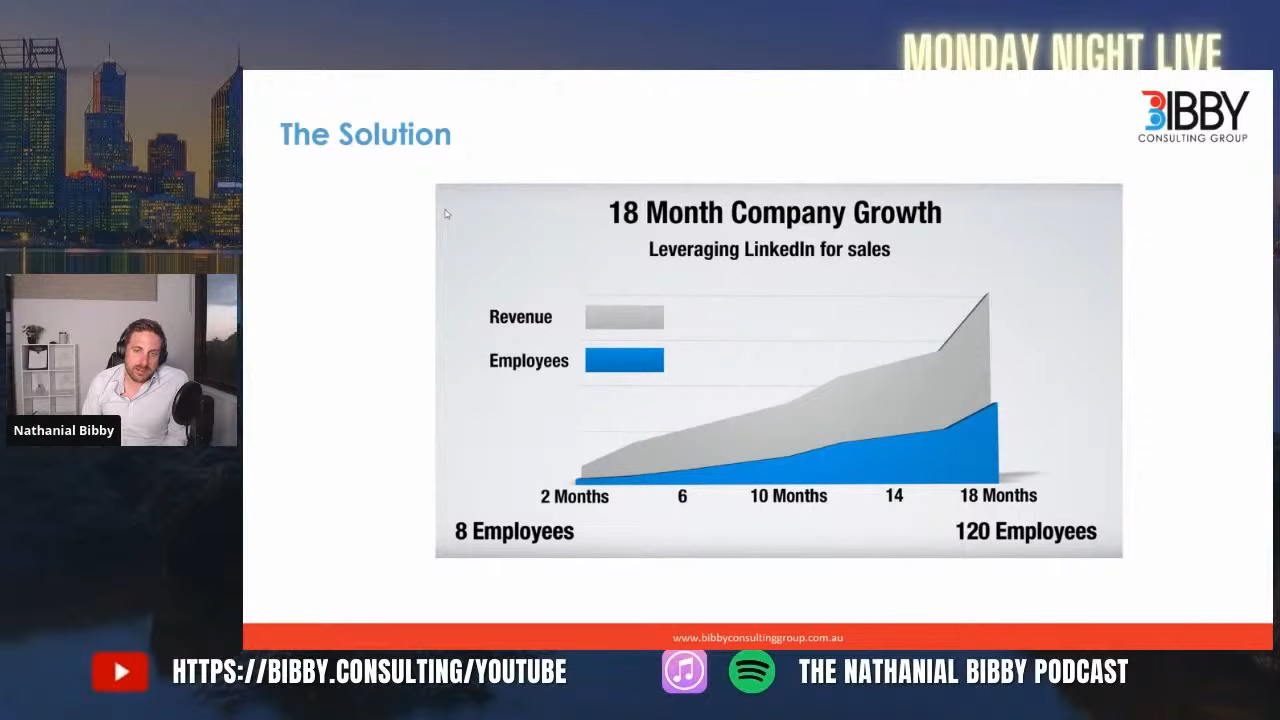 MONDAY NIGHT LIVE
BIBBY
CONSULTING GROUP
The Solution
18 Month Company Growth
Leveraging LinkedIn for sales
Revenue
Employees
2 Months 6 10 Months 14 18 Months
8 Employees 120 Employees
Nathanial Bibby
www.bibbyconsultinggroup.com.au
HTTPS://BIBBY.CONSULTING/YOUTUBE THE NATHANIAL BIBBY PODCAST